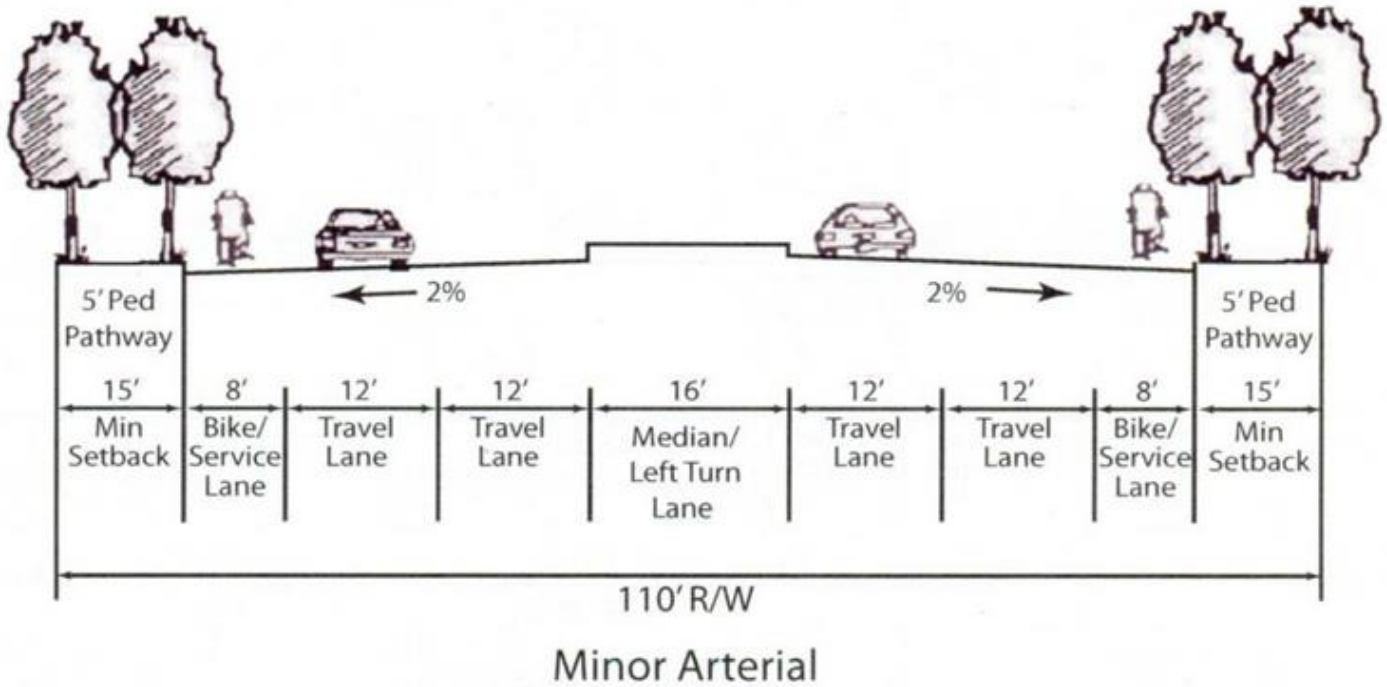 2%
2%
5' Ped
Pathway
5' Ped
Pathway
15'
8'
12'
12'
16'
12'
12'
8'
15'
Min
Setback
Bike/
Service
Lane
Travel
Lane
Travel
Lane
Median/
Left Turn
Lane
Travel
Lane
Travel
Lane
Bike/
Service
Lane
Min
Setback
110' R/W
Minor Arterial